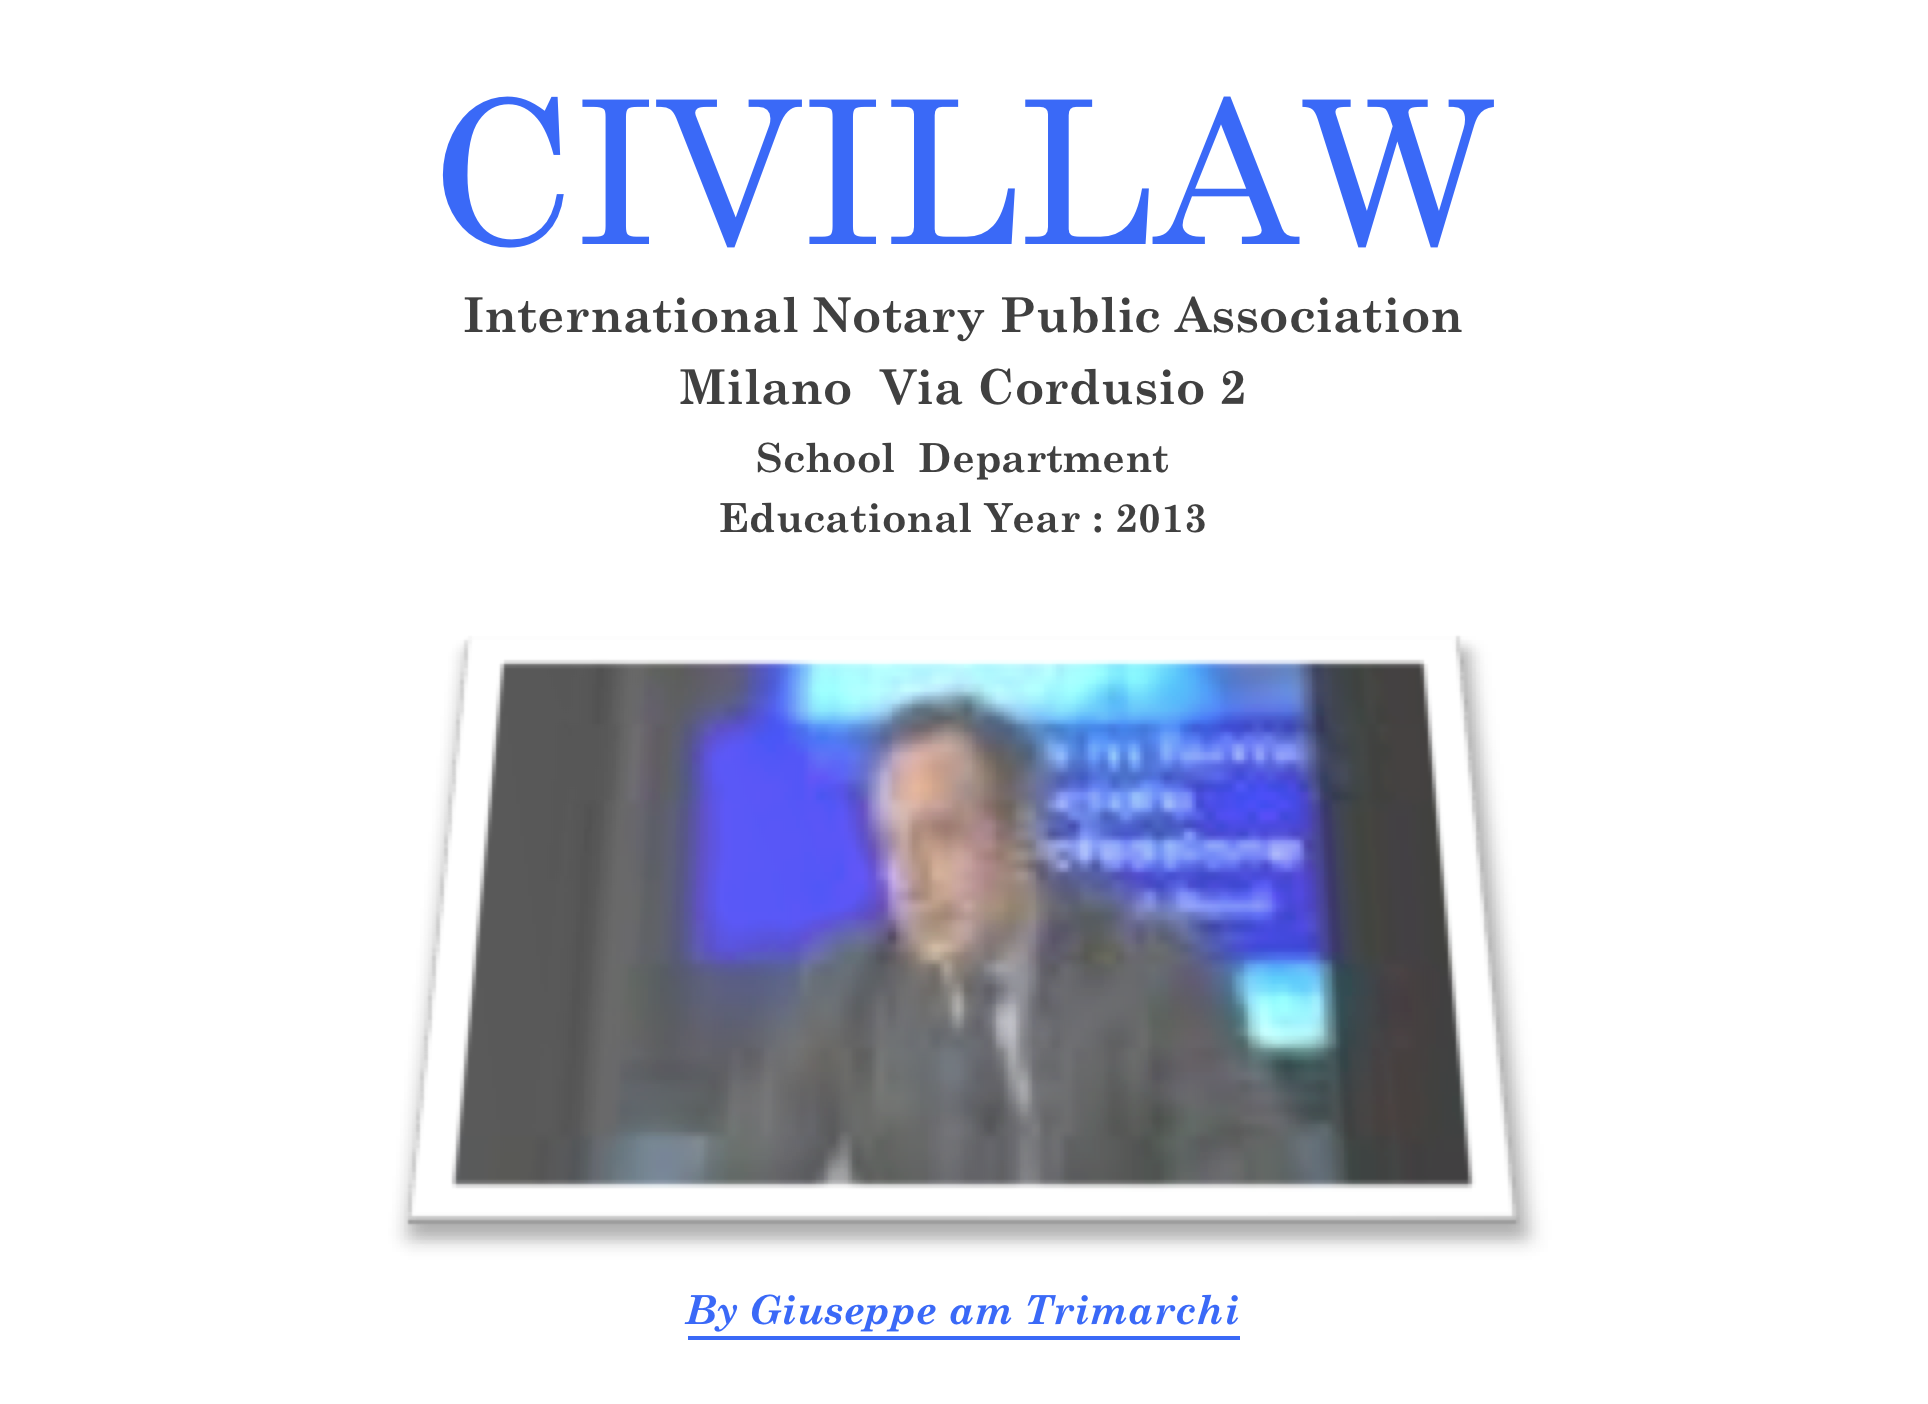 CIVILLAW
International Notary Public Association
Milano Via Cordusio 2
School Department
Educational Year : 2013
By Giuseppe am Trimarchi